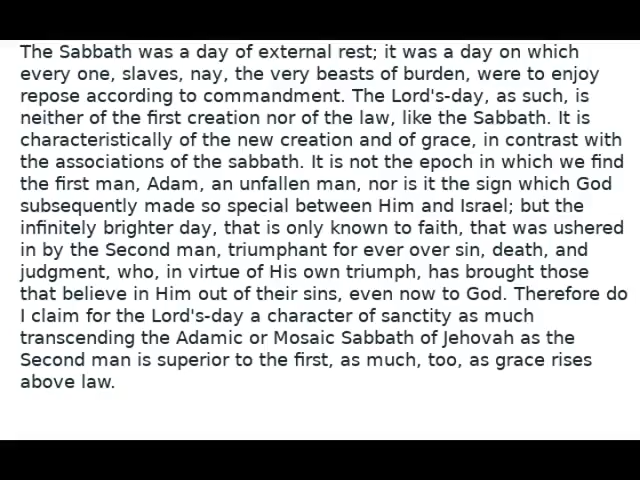 The Sabbath was a day of external rest; it was a day on which
every one, slaves, nay, the very beasts of burden, were to enjoy
repose according to commandment. The Lord's-day, as such, is
neither of the first creation nor of the law, like the Sabbath. It is
characteristically of the new creation and of grace, in contrast with
the associations of the sabbath. It is not the epoch in which we find
the first man, Adam, an unfallen man, nor is it the sign which God
subsequently made so special between Him and Israel; but the
infinitely brighter day, that is only known to faith, that was ushered
in by the Second man, triumphant for ever over sin, death, and
judgment, who, in virtue of His own triumph, has brought those
that believe in Him out of their sins, even now to God. Therefore do
I claim for the Lord's-day a character of sanctity as much
transcending the Adamic or Mosaic Sabbath of Jehovah as the
Second man is superior to the first, as much, too, as grace rises
above law.